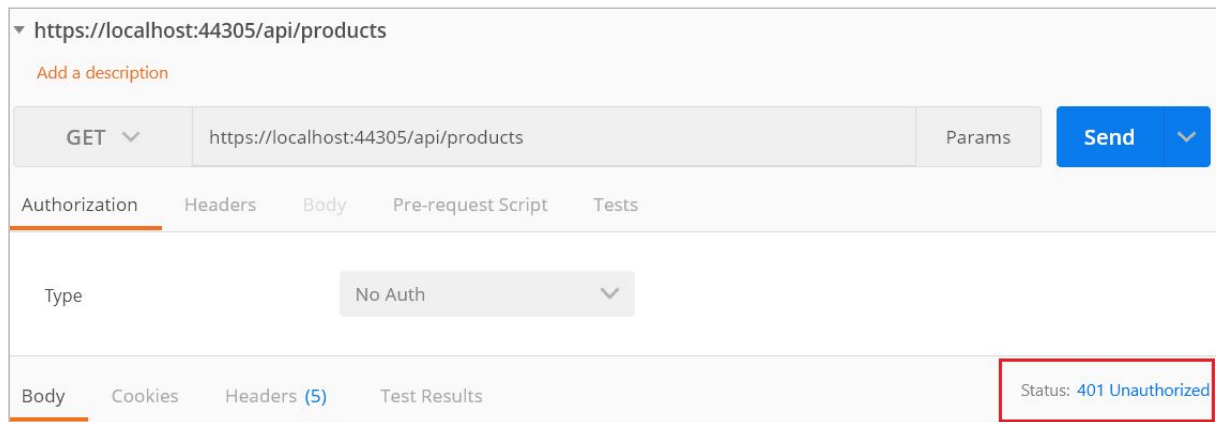 https://localhost:44305/api/products
Add a description
GET https://localhost:44305/api/products Params Send
Authorization Headers Body Pre-request Script Tests
Type No Auth
Body Cookies Headers (5) Test Results Status: 401 Unauthorized